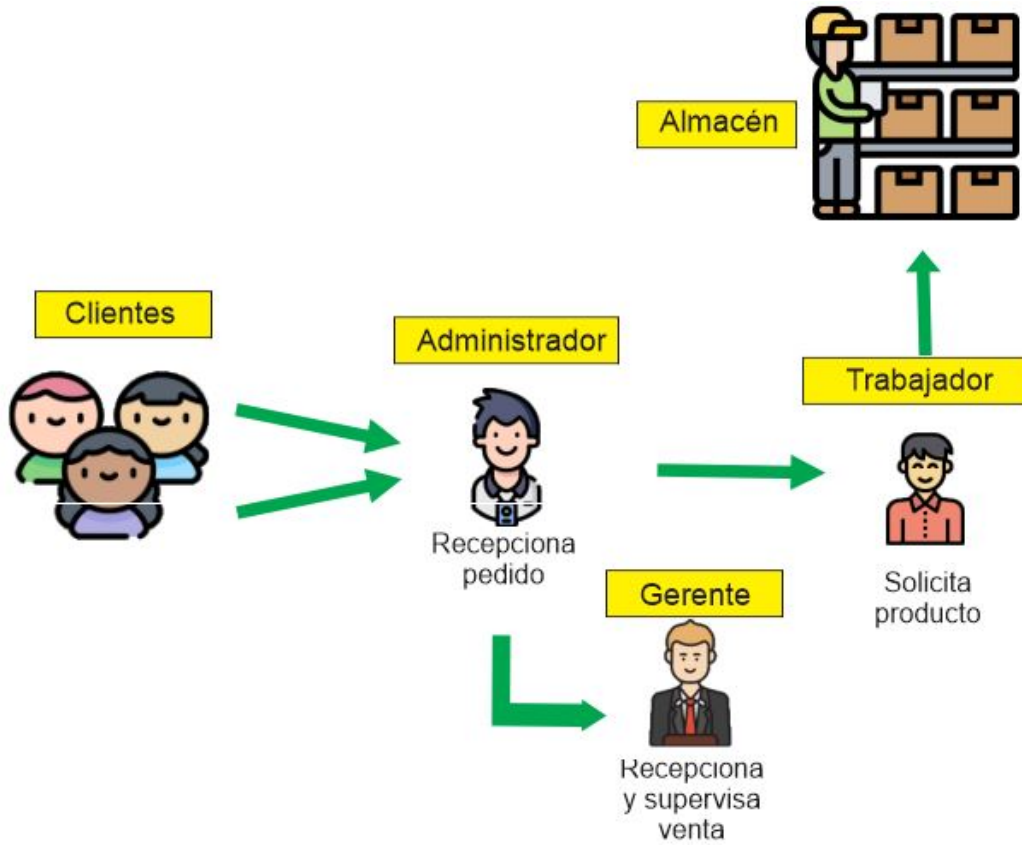 Almacén
Clientes
Administrador
Trabajador
Recepciona
pedido
Gerente
Solicita
producto
Recepciona
y supervisa
venta